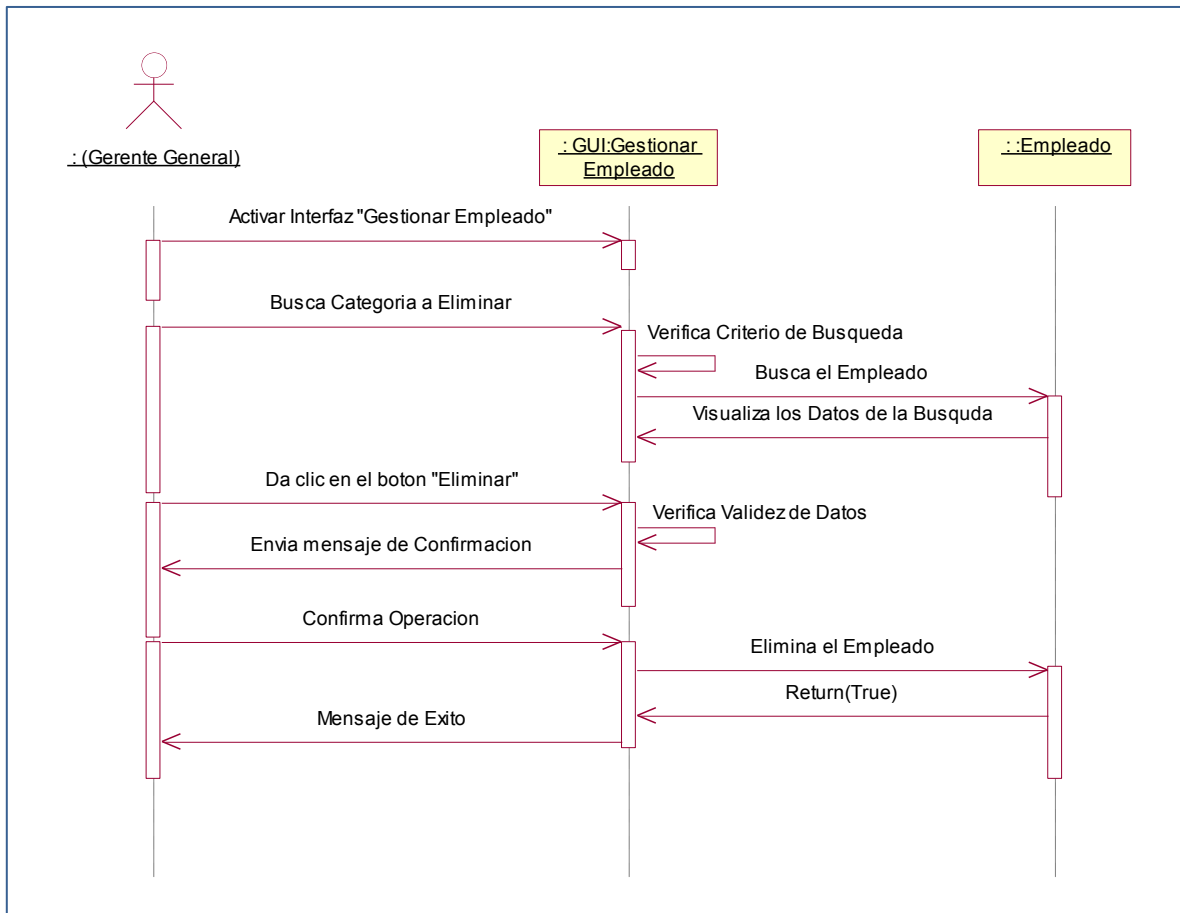 : (Gerente General)
: GUI:Gestionar
Empleado
: :Empleado
Activar Interfaz "Gestionar Empleado"
Busca Categoria a Eliminar
Verifica Criterio de Busqueda
Busca el Empleado
Visualiza los Datos de la Busquda
Da clic en el boton "Eliminar"
Verifica Validez de Datos
Envia mensaje de Confirmacion
Confirma Operacion
Elimina el Empleado
Return(True)
Mensaje de Exito